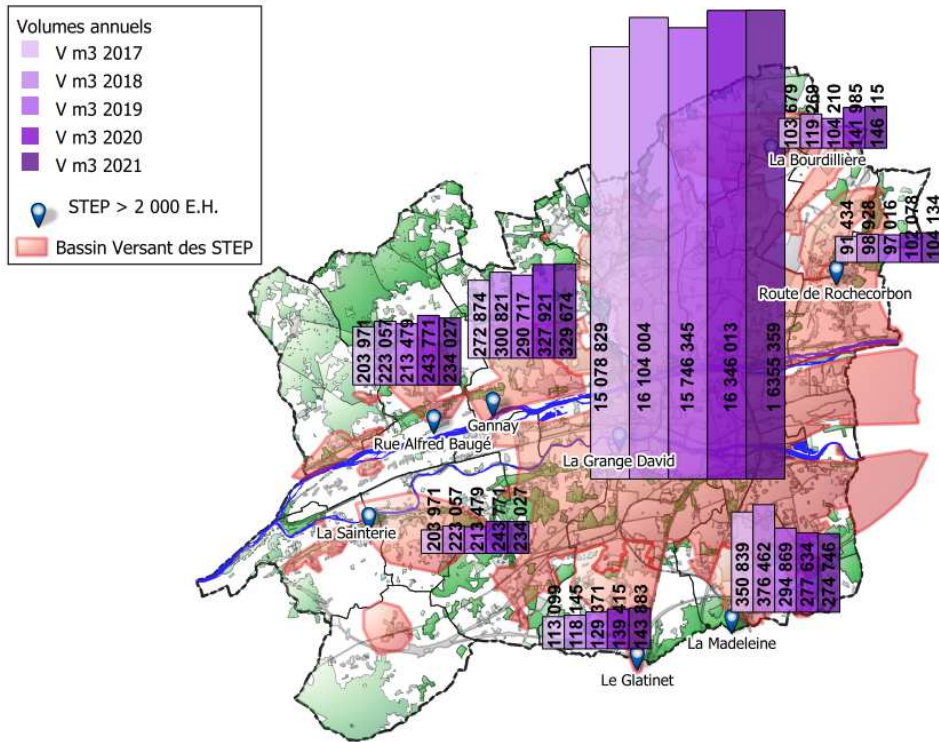 Volumes annuels
V m3 2017
V m3 2018
V m3 2019
V m3 2020
V m3 2021
STEP > 2 000 E.H.
Bassin Versant des STEP
103 679
119 269
104 210
141 985
146 115
La Bourdillière
91 434
98 928
97 016
102 078
104 134
Route de Rochecorbon
15 078 829
16 104 004
15 746 345
16 346 013
1 6355 359
La Grange David
272 874
300 821
290 717
327 921
329 674
Gannay
203 971
223 057
213 479
243 771
234 027
Rue Alfred Baugé
203 971
223 057
213 479
243 771
234 027
La Sainterie
113 099
118 145
129 371
139 415
143 883
Le Glatinet
350 839
376 462
294 869
277 634
274 746
La Madeleine